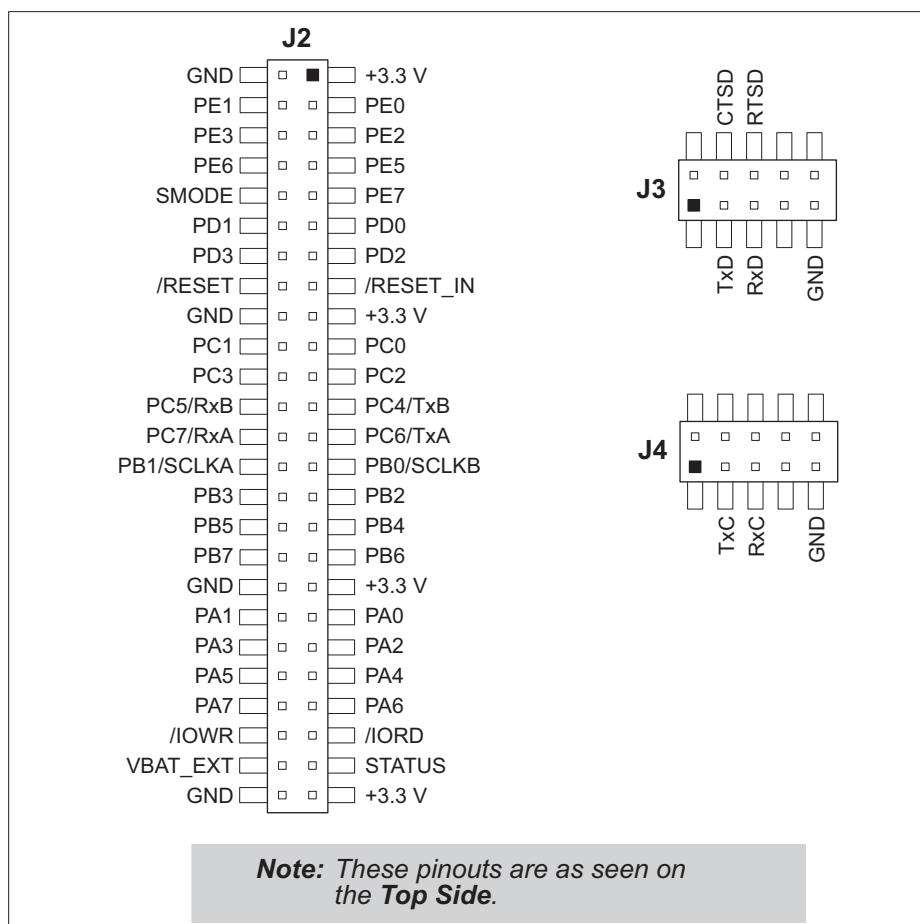 J2
GND +3.3 V
PE1 PE0
PE3 PE2
PE6 PE5
SMODE PE7
PD1 PD0
PD3 PD2
/RESET /RESET_IN
GND +3.3 V
PC1 PC0
PC3 PC2
PC5/RxB PC4/TxB
PC7/RxA PC6/TxA
PB1/SCLKA PB0/SCLKB
PB3 PB2
PB5 PB4
PB7 PB6
GND +3.3 V
PA1 PA0
PA3 PA2
PA5 PA4
PA7 PA6
/IOWR /IORD
VBAT_EXT STATUS
GND +3.3 V
CTSD RTSD
J3
TxD RxD GND
J4
TxC RxC GND
Note: These pinouts are as seen on
the Top Side.